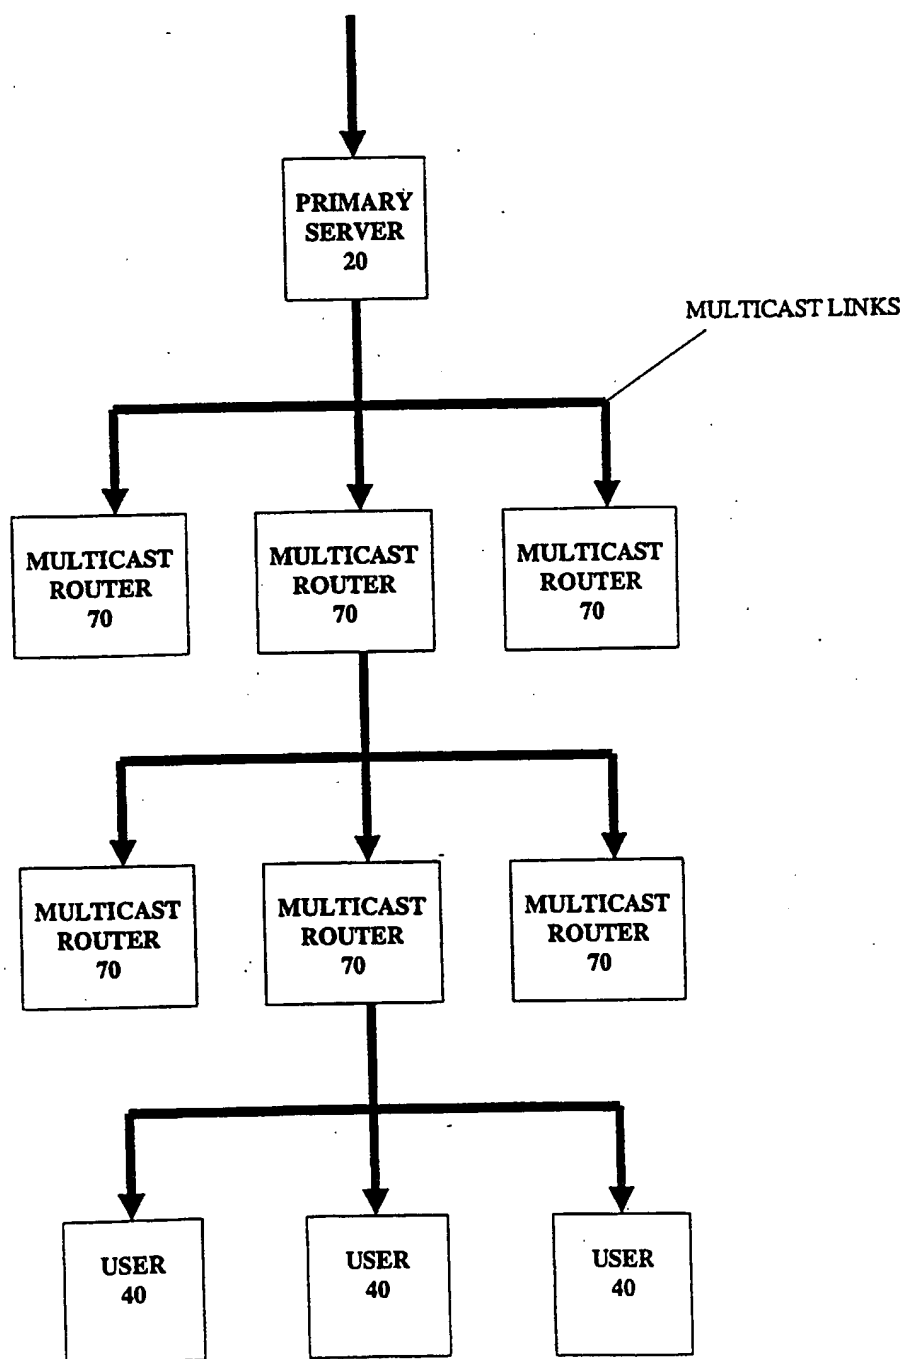 PRIMARY
SERVER
20
MULTICAST LINKS
MULTICAST
ROUTER
70
MULTICAST
ROUTER
70
MULTICAST
ROUTER
70
MULTICAST
ROUTER
70
MULTICAST
ROUTER
70
MULTICAST
ROUTER
70
USER
40
USER
40
USER
40